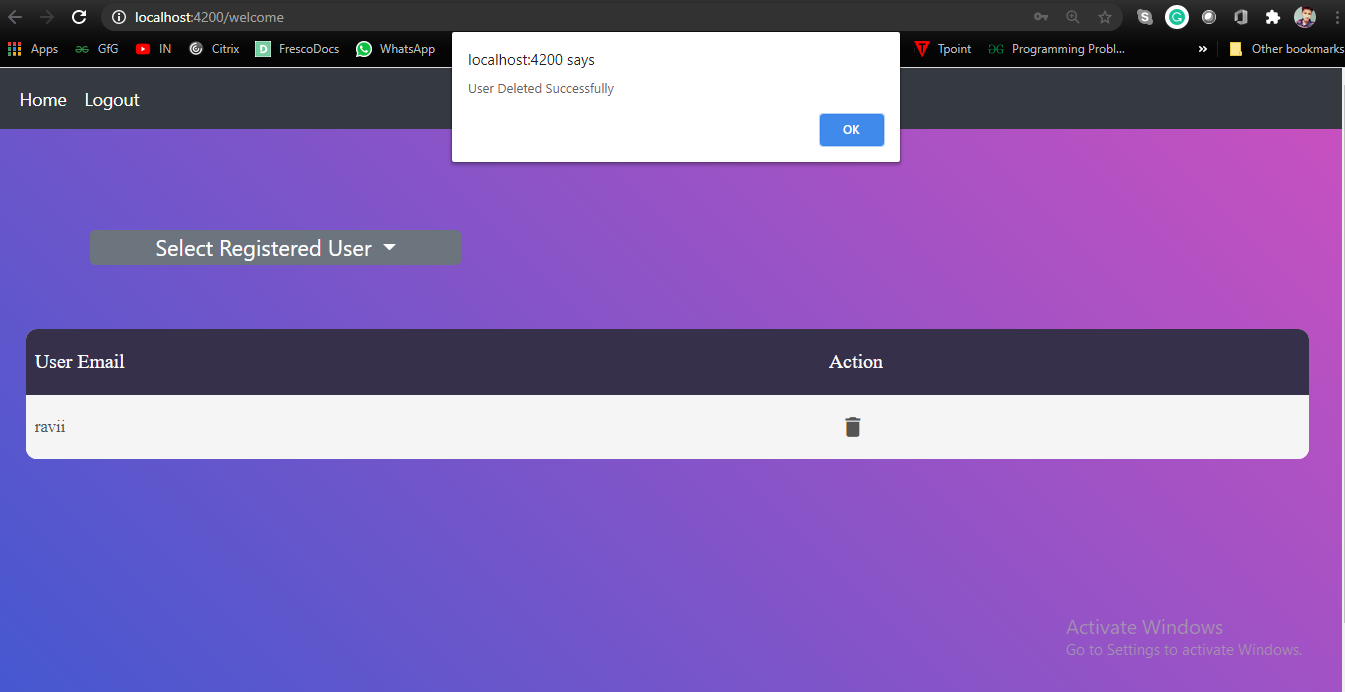 localhost:4200/welcome
Apps GfG IN Citrix D FrescoDocs WhatsApp Tpoint Programming Probl... » Other bookmarks
localhost:4200 says
User Deleted Successfully
OK
Home Logout
Select Registered User
User Email Action
ravii
Activate Windows
Go to Settings to activate Windows.